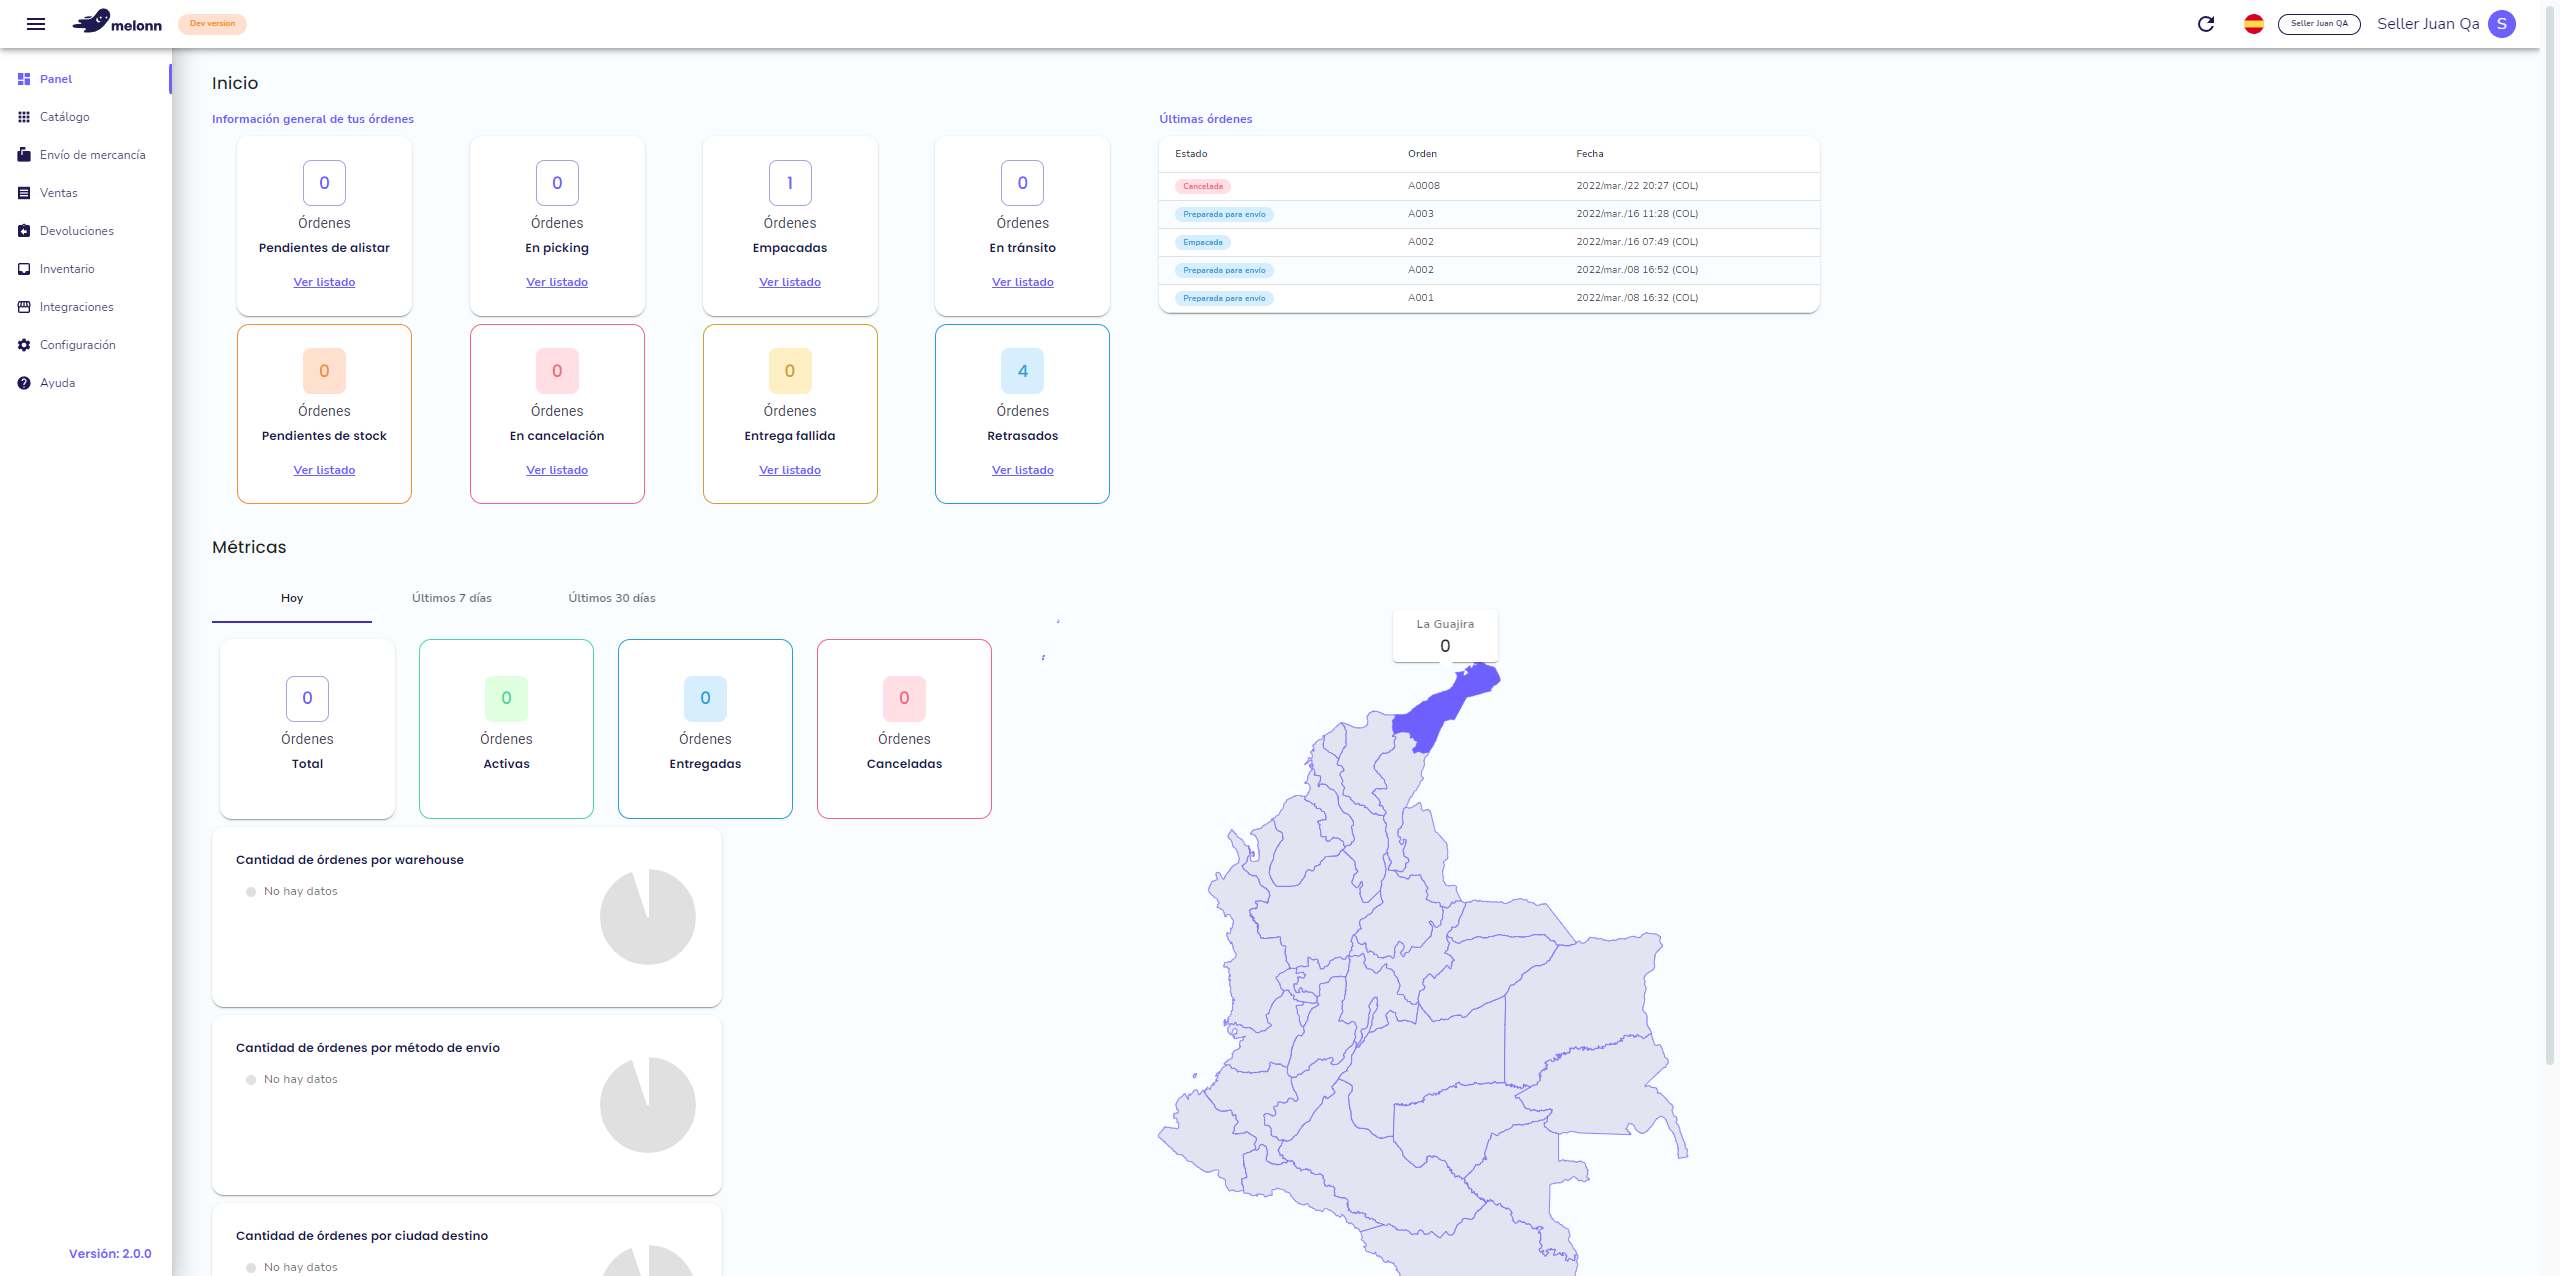 melonn
Dev version
Seller Juan QA
Seller Juan Qa
S
Panel
Catálogo
Envío de mercancía
Ventas
Devoluciones
Inventario
Integraciones
Configuración
Ayuda
Versión: 2.0.0
Inicio
Información general de tus órdenes
0
Órdenes
Pendientes de alistar
Ver listado
0
Órdenes
En picking
Ver listado
1
Órdenes
Empacadas
Ver listado
0
Órdenes
En tránsito
Ver listado
0
Órdenes
Pendientes de stock
Ver listado
0
Órdenes
En cancelación
Ver listado
0
Órdenes
Entrega fallida
Ver listado
4
Órdenes
Retrasados
Ver listado
Últimas órdenes
Estado Orden Fecha
Cancelada A0008 2022/mar./22 20:27 (COL)
Preparada para envío A003 2022/mar./16 11:28 (COL)
Empacada A002 2022/mar./16 07:49 (COL)
Preparada para envío A002 2022/mar./08 16:52 (COL)
Preparada para envío A001 2022/mar./08 16:32 (COL)
Métricas
Hoy Últimos 7 días Últimos 30 días
0
Órdenes
Total
0
Órdenes
Activas
0
Órdenes
Entregadas
0
Órdenes
Canceladas
Cantidad de órdenes por warehouse
No hay datos
Cantidad de órdenes por método de envío
No hay datos
Cantidad de órdenes por ciudad destino
No hay datos
La Guajira
0